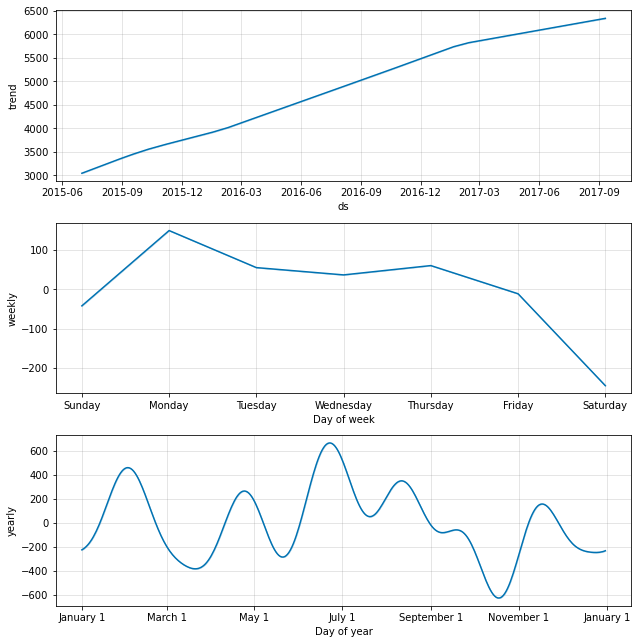 6500
6000
5500
5000
4500
4000
3500
3000
trend
2015-06 2015-09 2015-12 2016-03 2016-06 2016-09 2016-12 2017-03 2017-06 2017-09
ds
100
0
−100
−200
weekly
Sunday Monday Tuesday Wednesday Thursday Friday Saturday
Day of week
600
400
200
0
−200
−400
−600
yearly
January 1 March 1 May 1 July 1 September 1 November 1 January 1
Day of year